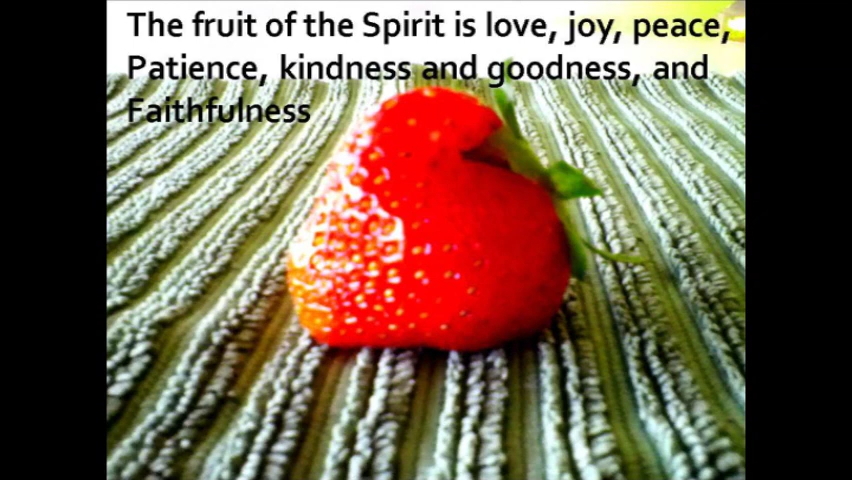 The fruit of the Spirit is love, joy, peace,
Patience, kindness and goodness, and
Faithfulness